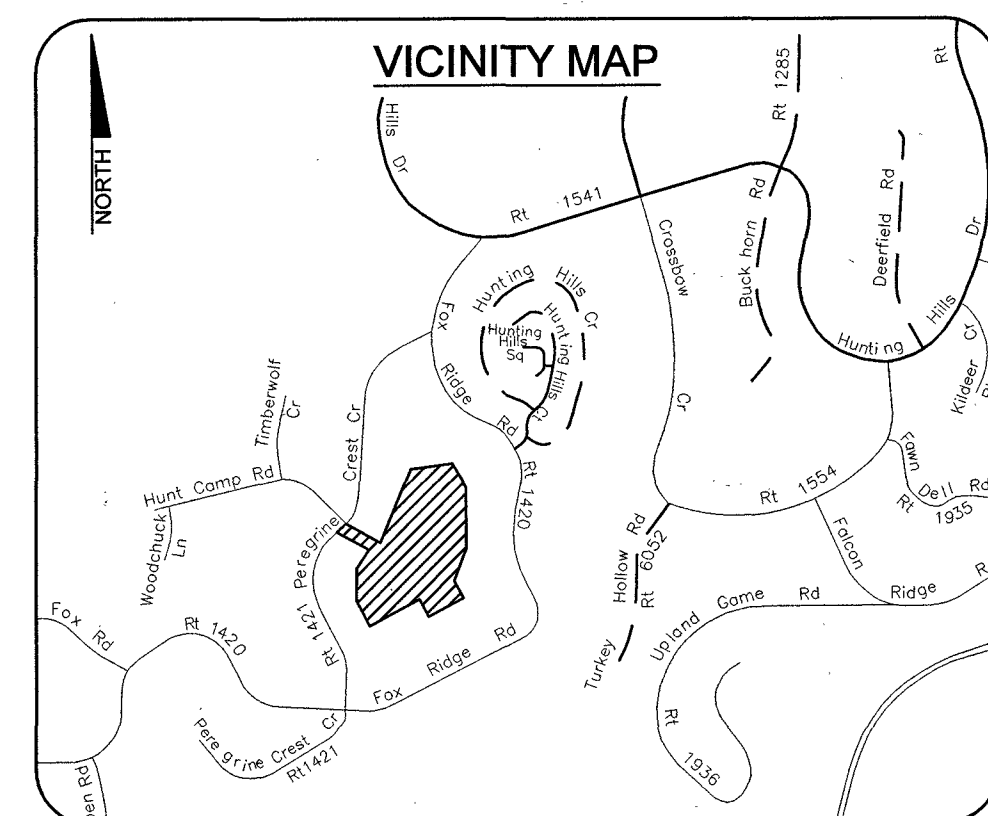 VICINITY MAP
NORTH
Hills Dr
Rt 1541
Rt 1285
Rt
Buck horn Rd
Deerfield Rd
Hills Dr
Hunting
Crossbow Cr
Fox Ridge Rd
Hunting Hills Cr
Hunting Hills Ct
Hunting
Hills
Sq
Kildeer Cr
Timberwolf Cr
Crest Cr
Hunt Camp Rd
Woodchuck Ln
Peregrine
Rt 1421 Peregrine
Rt 1420
Rt 1554
Fawn Dell Rd
Rt 1935
Falcon Ridge
Turkey Hollow Rd
Rt 6052
Upland Game Rd
Rt 1936
Fox Rd
Rt 1420
Fox Ridge Rd
Peregrine Crest Cr
Rt1421
Rd